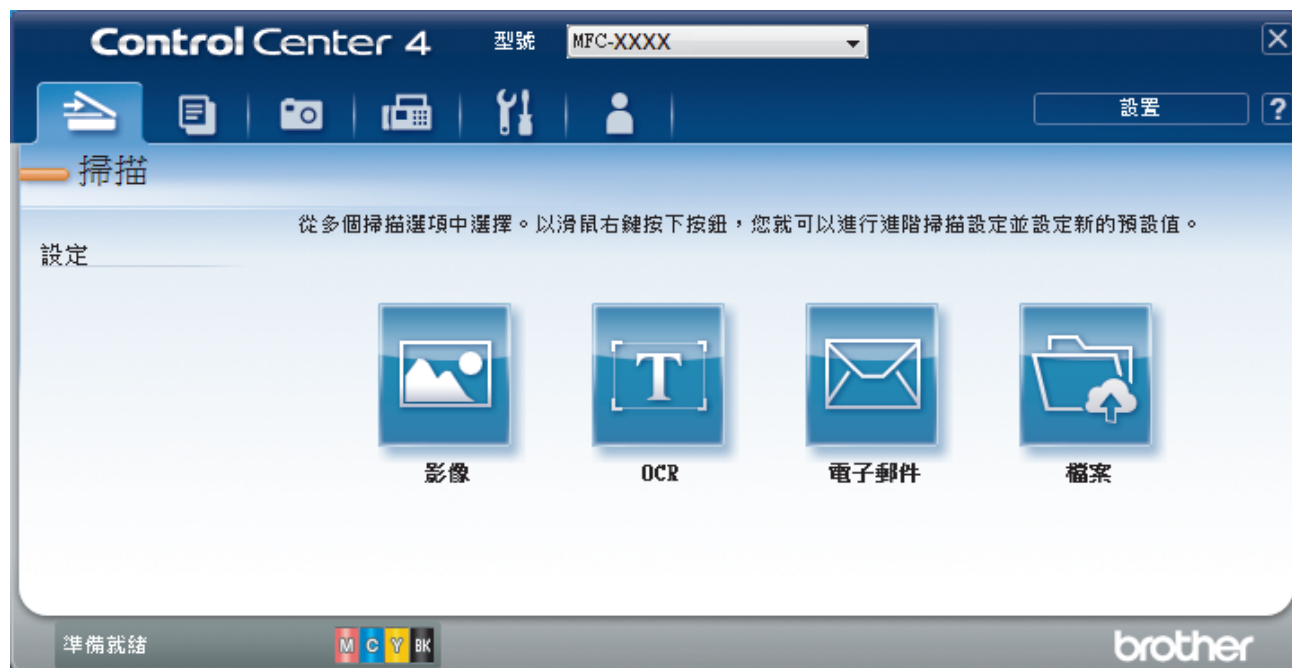 Control Center 4 型號 MFC-XXXX
設置 ?
掃描
從多個掃描選項中選擇。以滑鼠右鍵按下按鈕，您就可以進行進階掃描設定並設定新的預設值。
設定
T
影像 OCR 電子郵件 檔案
準備就緒 M C Y BK brother